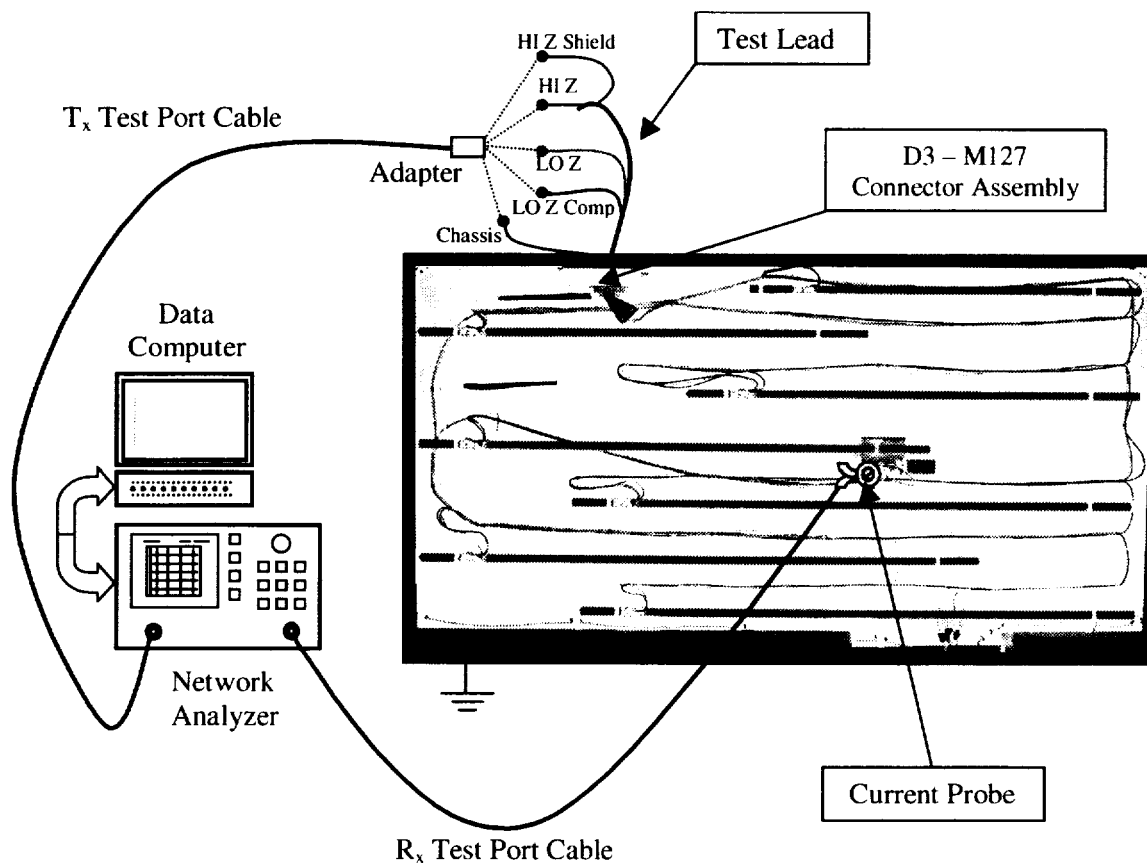 HI Z Shield
Test Lead
HI Z
Tₓ Test Port Cable
Adapter
LO Z
D3 – M127
Connector Assembly
LO Z Comp
Chassis
Data
Computer
Network
Analyzer
Current Probe
Rₓ Test Port Cable